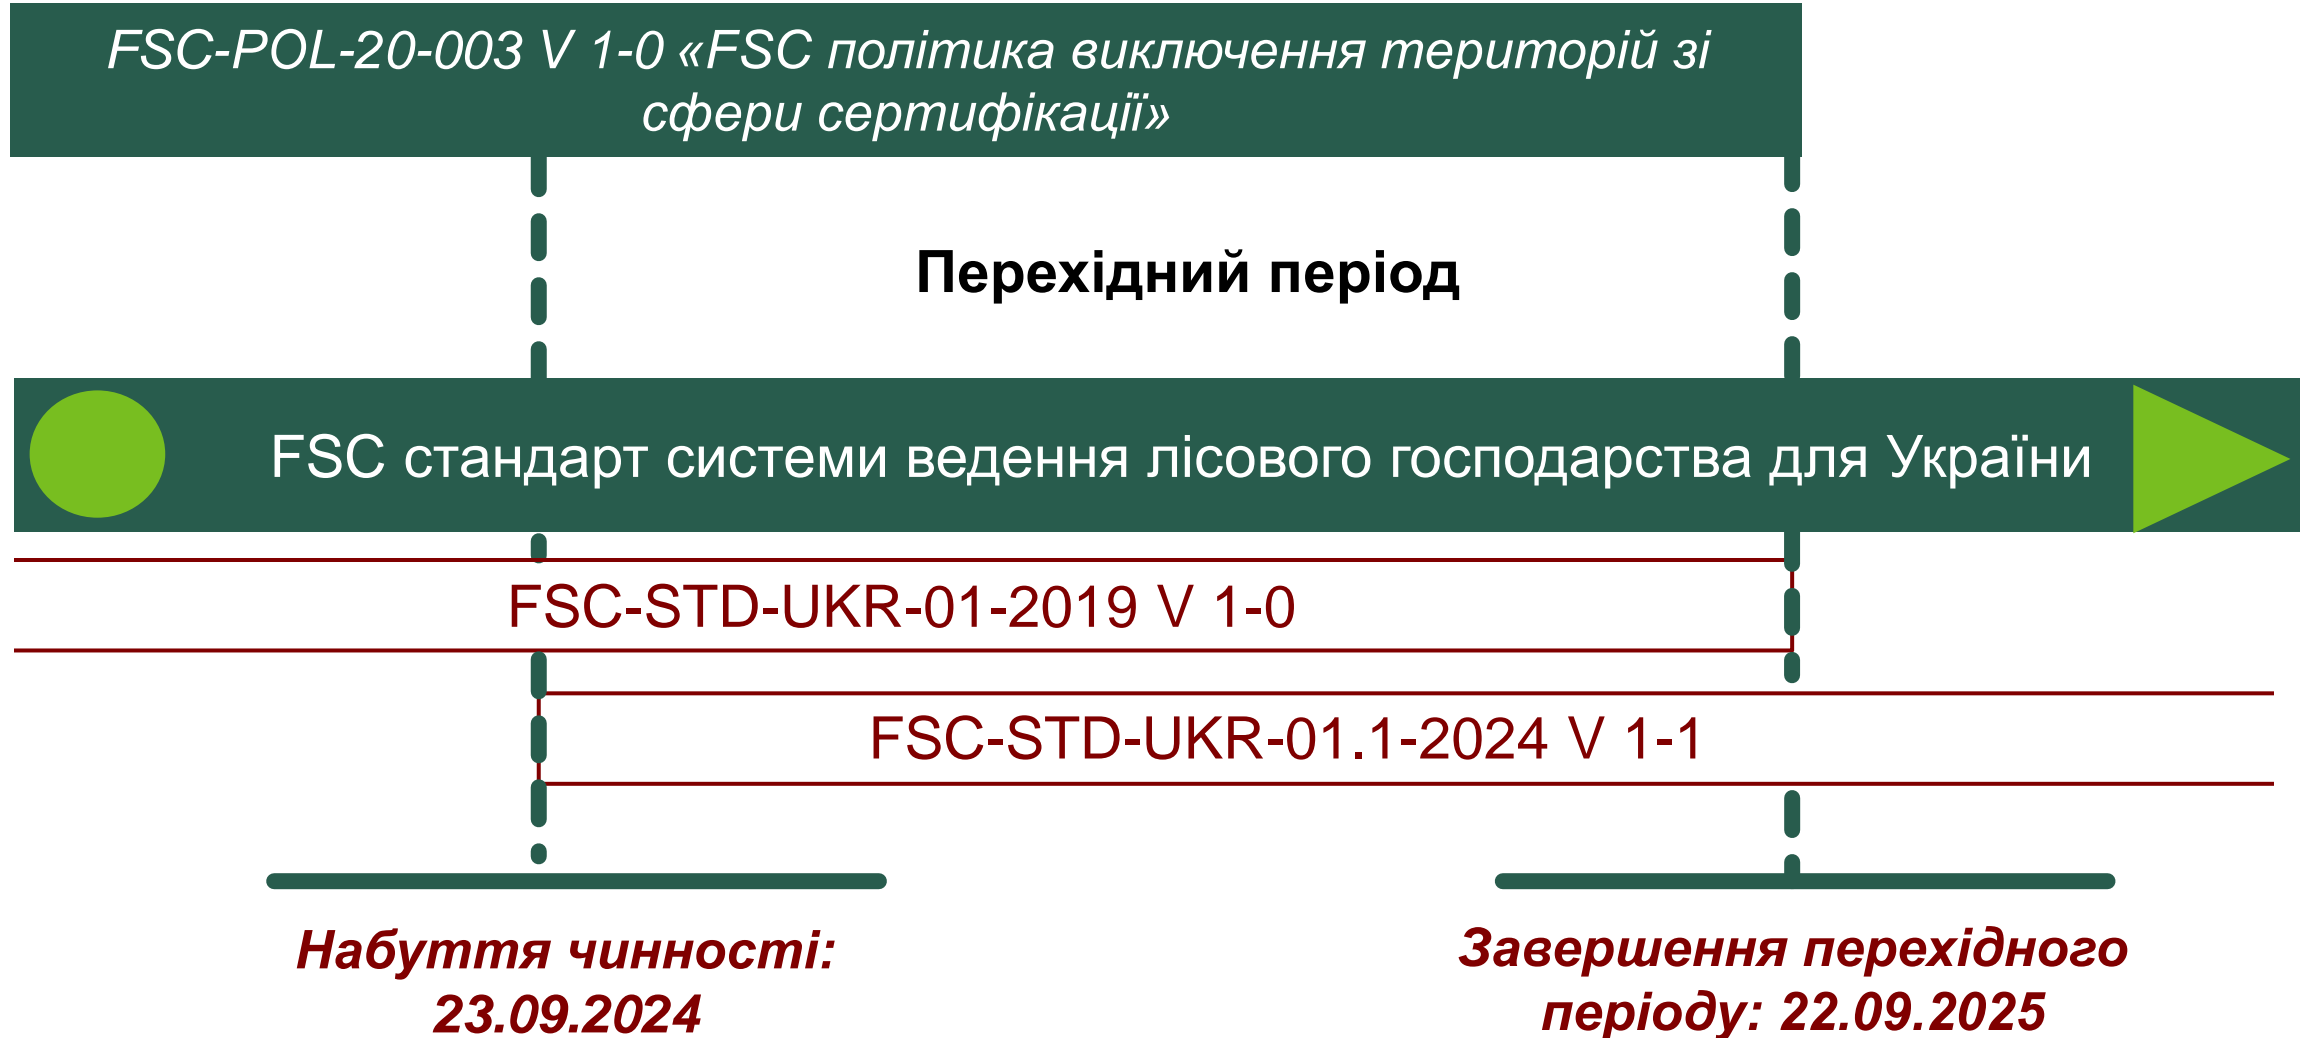 FSC-POL-20-003 V 1-0 «FSC політика виключення територій зі
сфери сертифікації»
Перехідний період
FSC стандарт системи ведення лісового господарства для України
FSC-STD-UKR-01-2019 V 1-0
FSC-STD-UKR-01.1-2024 V 1-1
Набуття чинності:
23.09.2024
Завершення перехідного
періоду: 22.09.2025